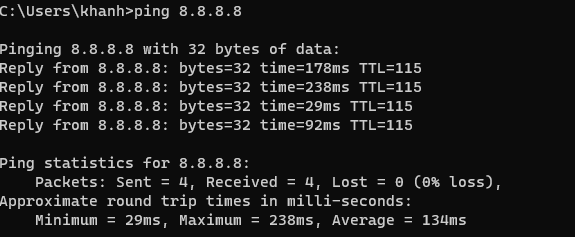 C:\Users\khanh>ping 8.8.8.8
Pinging 8.8.8.8 with 32 bytes of data:
Reply from 8.8.8.8: bytes=32 time=178ms TTL=115
Reply from 8.8.8.8: bytes=32 time=238ms TTL=115
Reply from 8.8.8.8: bytes=32 time=29ms TTL=115
Reply from 8.8.8.8: bytes=32 time=92ms TTL=115
Ping statistics for 8.8.8.8:
    Packets: Sent = 4, Received = 4, Lost = 0 (0% loss),
Approximate round trip times in milli-seconds:
    Minimum = 29ms, Maximum = 238ms, Average = 134ms